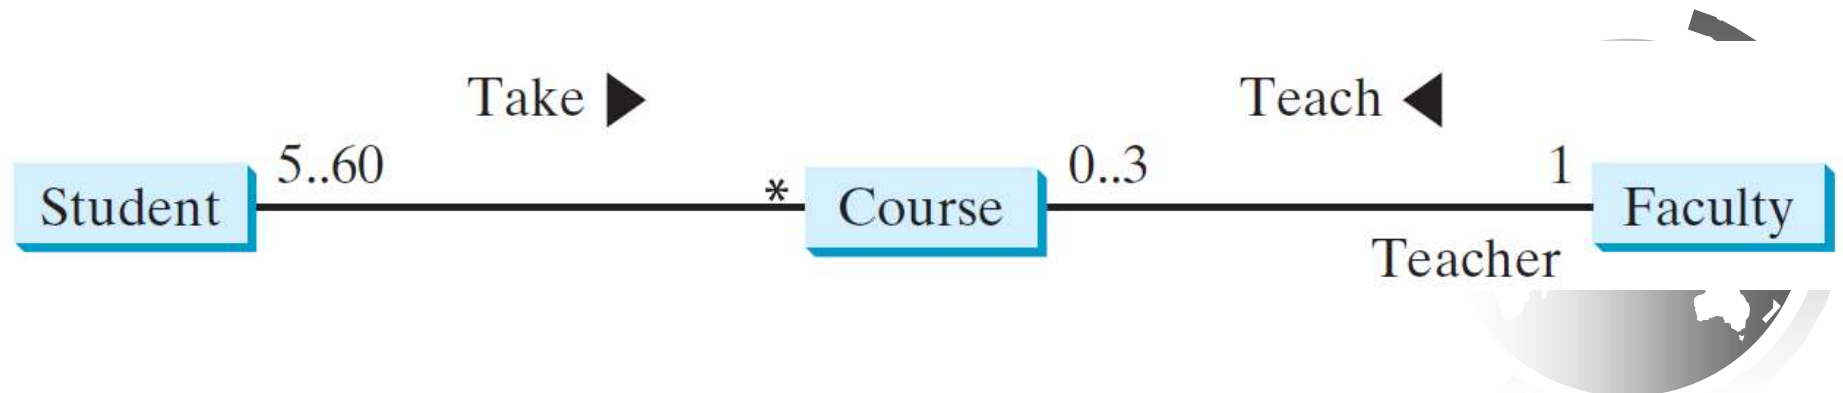 Take ▶
Teach ◀
5..60
*
0..3
1
Student
Course
Faculty
Teacher